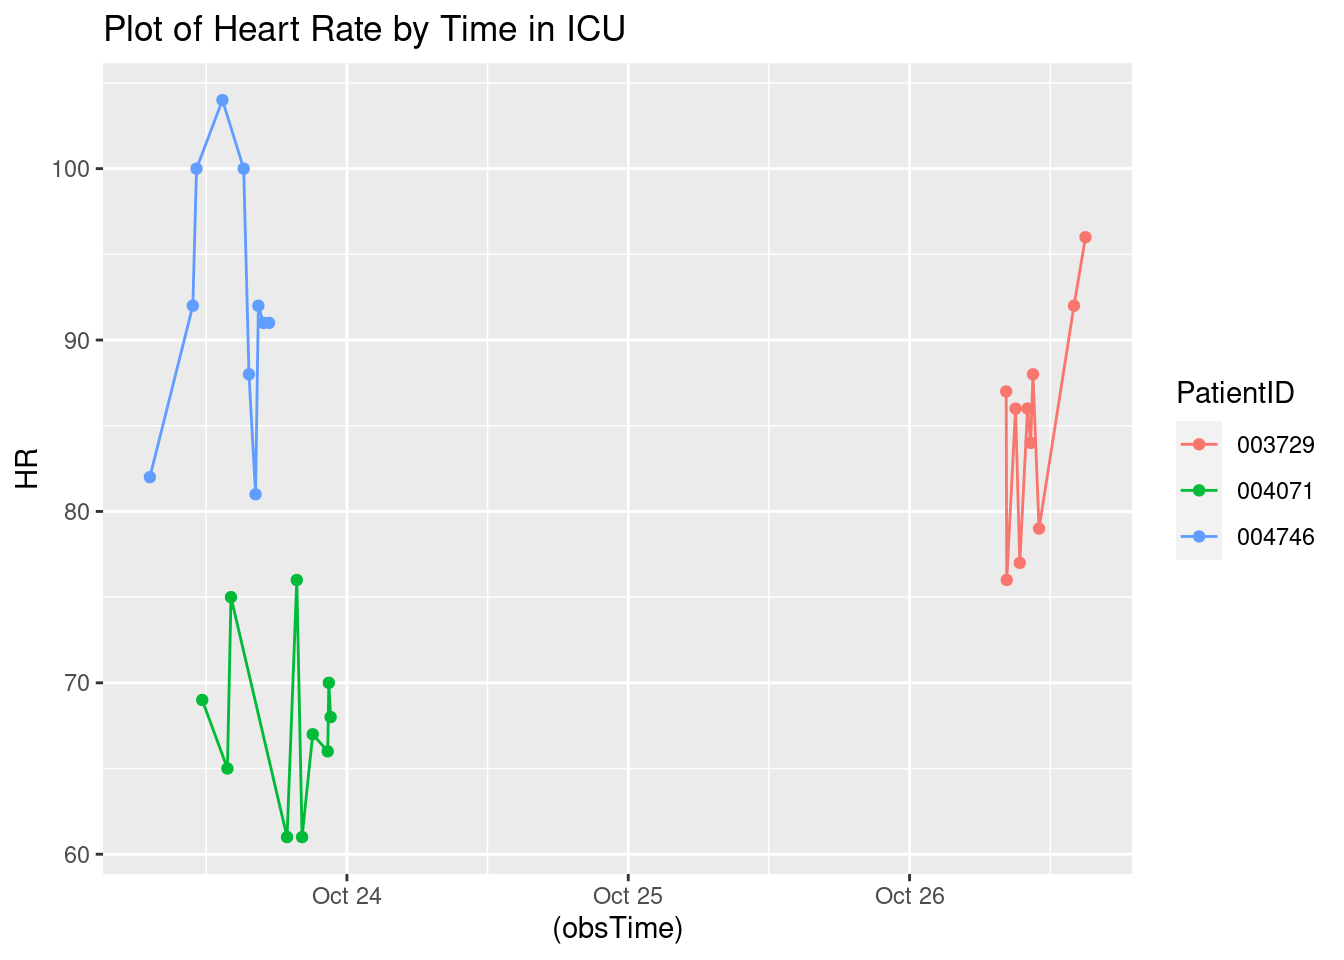 Plot of Heart Rate by Time in ICU
HR
100
90
80
70
60
Oct 24 Oct 25 Oct 26
(obsTime)
PatientID
003729
004071
004746